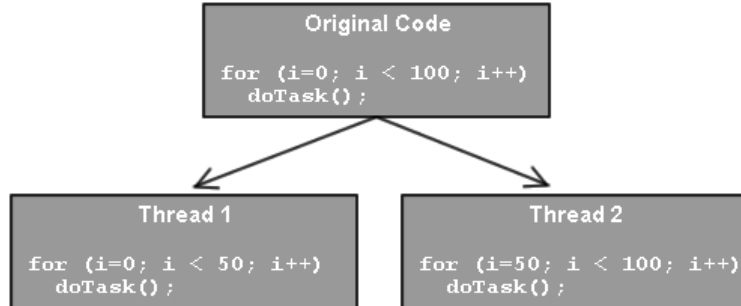 Original Code
for (i=0; i < 100; i++)
doTask();
Thread 1
for (i=0; i < 50; i++)
doTask();
Thread 2
for (i=50; i < 100; i++)
doTask();